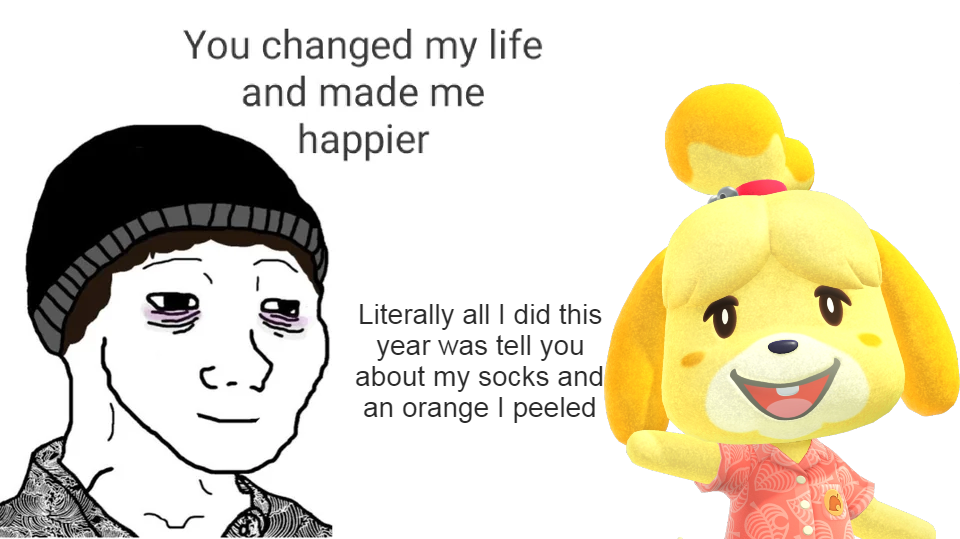 You changed my life
and made me
happier
Literally all I did this
year was tell you
about my socks and
an orange I peeled